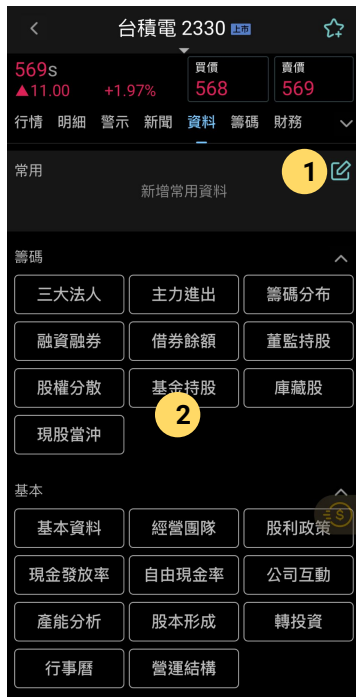 台積電 2330 上市
569s 買價 賣價
▲11.00 +1.97% 568 569
行情 明細 警示 新聞 資料 籌碼 財務
常用 1
新增常用資料
籌碼
三大法人 主力進出 籌碼分布
融資融券 借券餘額 董監持股
股權分散 基金持股 庫藏股
2
現股當沖
基本
$
基本資料 經營團隊 股利政策
現金發放率 自由現金率 公司互動
產能分析 股本形成 轉投資
行事曆 營運結構